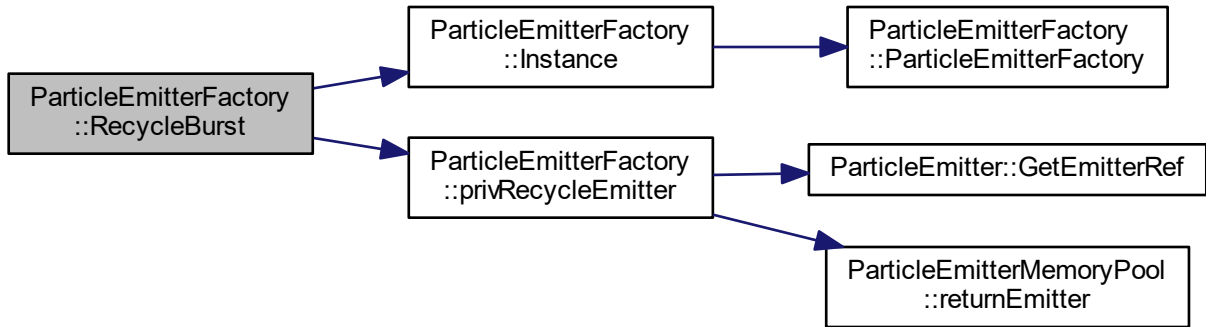 ParticleEmitterFactory
::RecycleBurst
ParticleEmitterFactory
::Instance
ParticleEmitterFactory
::ParticleEmitterFactory
ParticleEmitterFactory
::privRecycleEmitter
ParticleEmitter::GetEmitterRef
ParticleEmitterMemoryPool
::returnEmitter